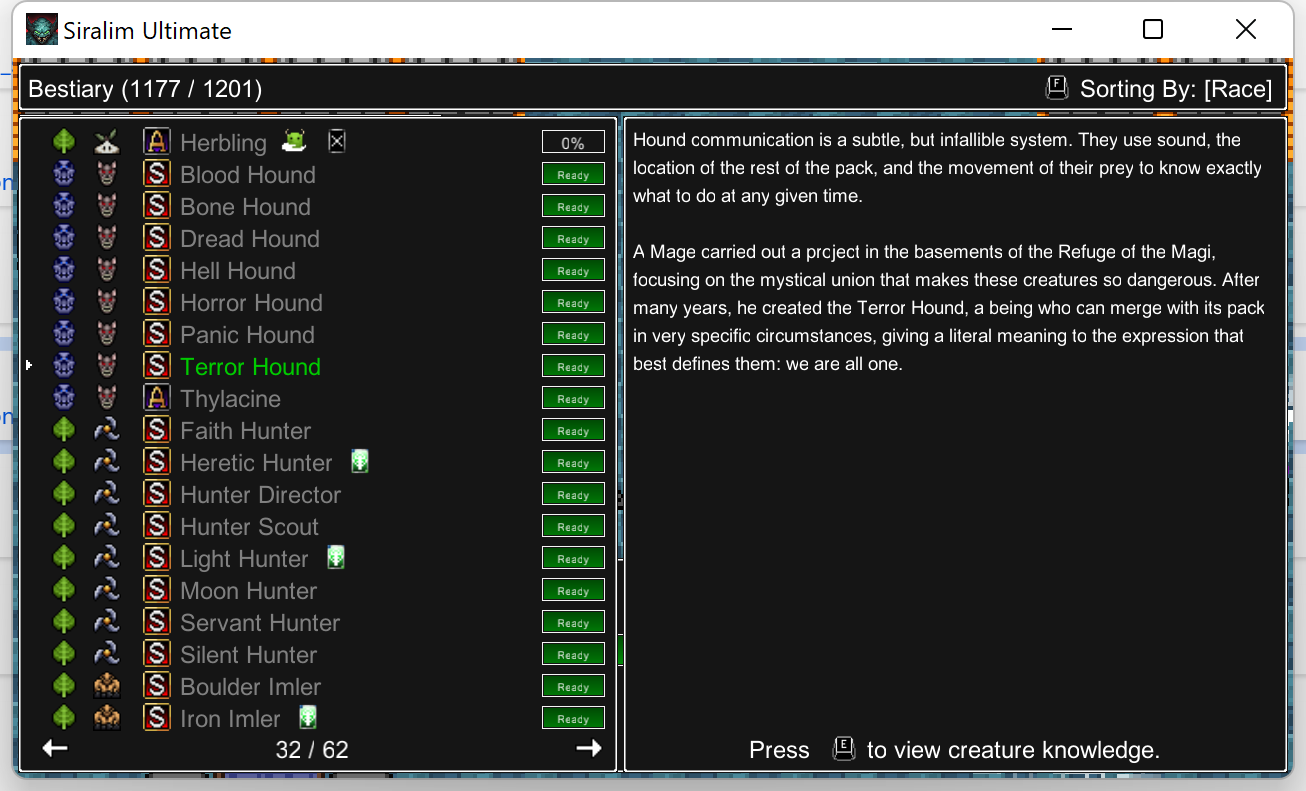 Siralim Ultimate
Bestiary (1177 / 1201)
F Sorting By: [Race]
A Herbling 0%
S Blood Hound Ready
S Bone Hound Ready
S Dread Hound Ready
S Hell Hound Ready
S Horror Hound Ready
S Panic Hound Ready
S Terror Hound Ready
A Thylacine Ready
S Faith Hunter Ready
S Heretic Hunter Ready
S Hunter Director Ready
S Hunter Scout Ready
S Light Hunter Ready
S Moon Hunter Ready
S Servant Hunter Ready
S Silent Hunter Ready
S Boulder Imler Ready
S Iron Imler Ready
32 / 62
Hound communication is a subtle, but infallible system. They use sound, the
location of the rest of the pack, and the movement of their prey to know exactly
what to do at any given time.
A Mage carried out a project in the basements of the Refuge of the Magi,
focusing on the mystical union that makes these creatures so dangerous. After
many years, he created the Terror Hound, a being who can merge with its pack
in very specific circumstances, giving a literal meaning to the expression that
best defines them: we are all one.
Press E to view creature knowledge.